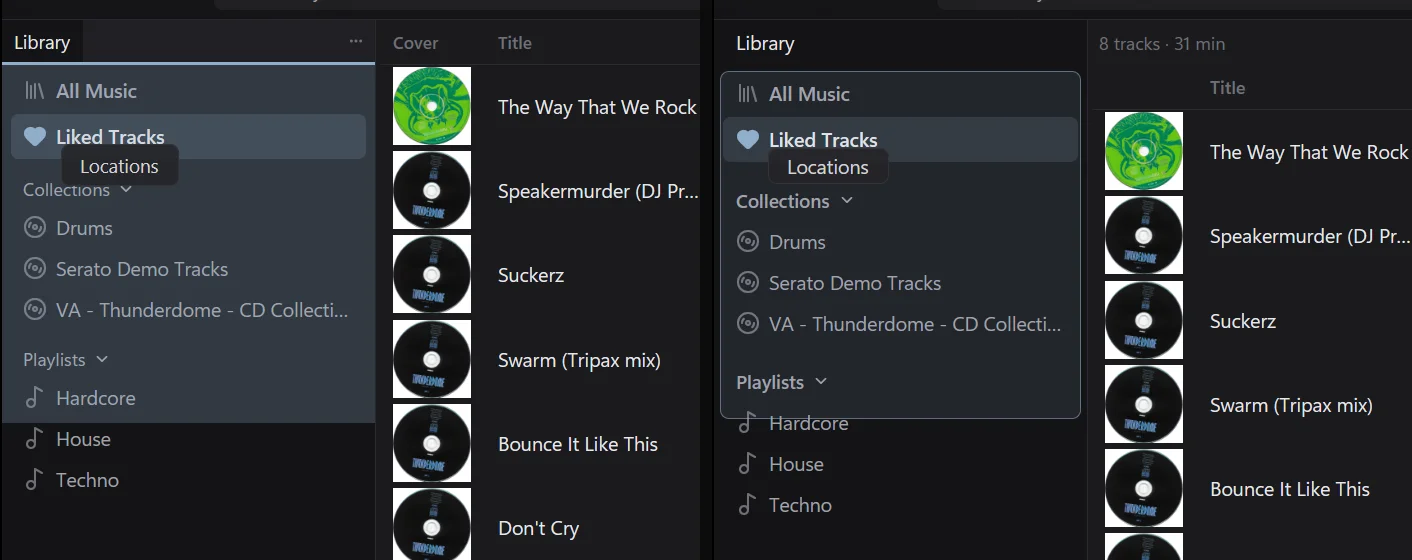 Library
···
Cover
Title
All Music
Liked Tracks
Locations
Collections
Drums
Serato Demo Tracks
VA - Thunderdome - CD Collecti...
Playlists
Hardcore
House
Techno
The Way That We Rock
Speakermurder (DJ Pr...
Suckerz
Swarm (Tripax mix)
Bounce It Like This
Don't Cry
Library
8 tracks · 31 min
Title
All Music
Liked Tracks
Locations
Collections
Drums
Serato Demo Tracks
VA - Thunderdome - CD Collecti...
Playlists
Hardcore
House
Techno
The Way That We Rock
Speakermurder (DJ Pr...
Suckerz
Swarm (Tripax mix)
Bounce It Like This